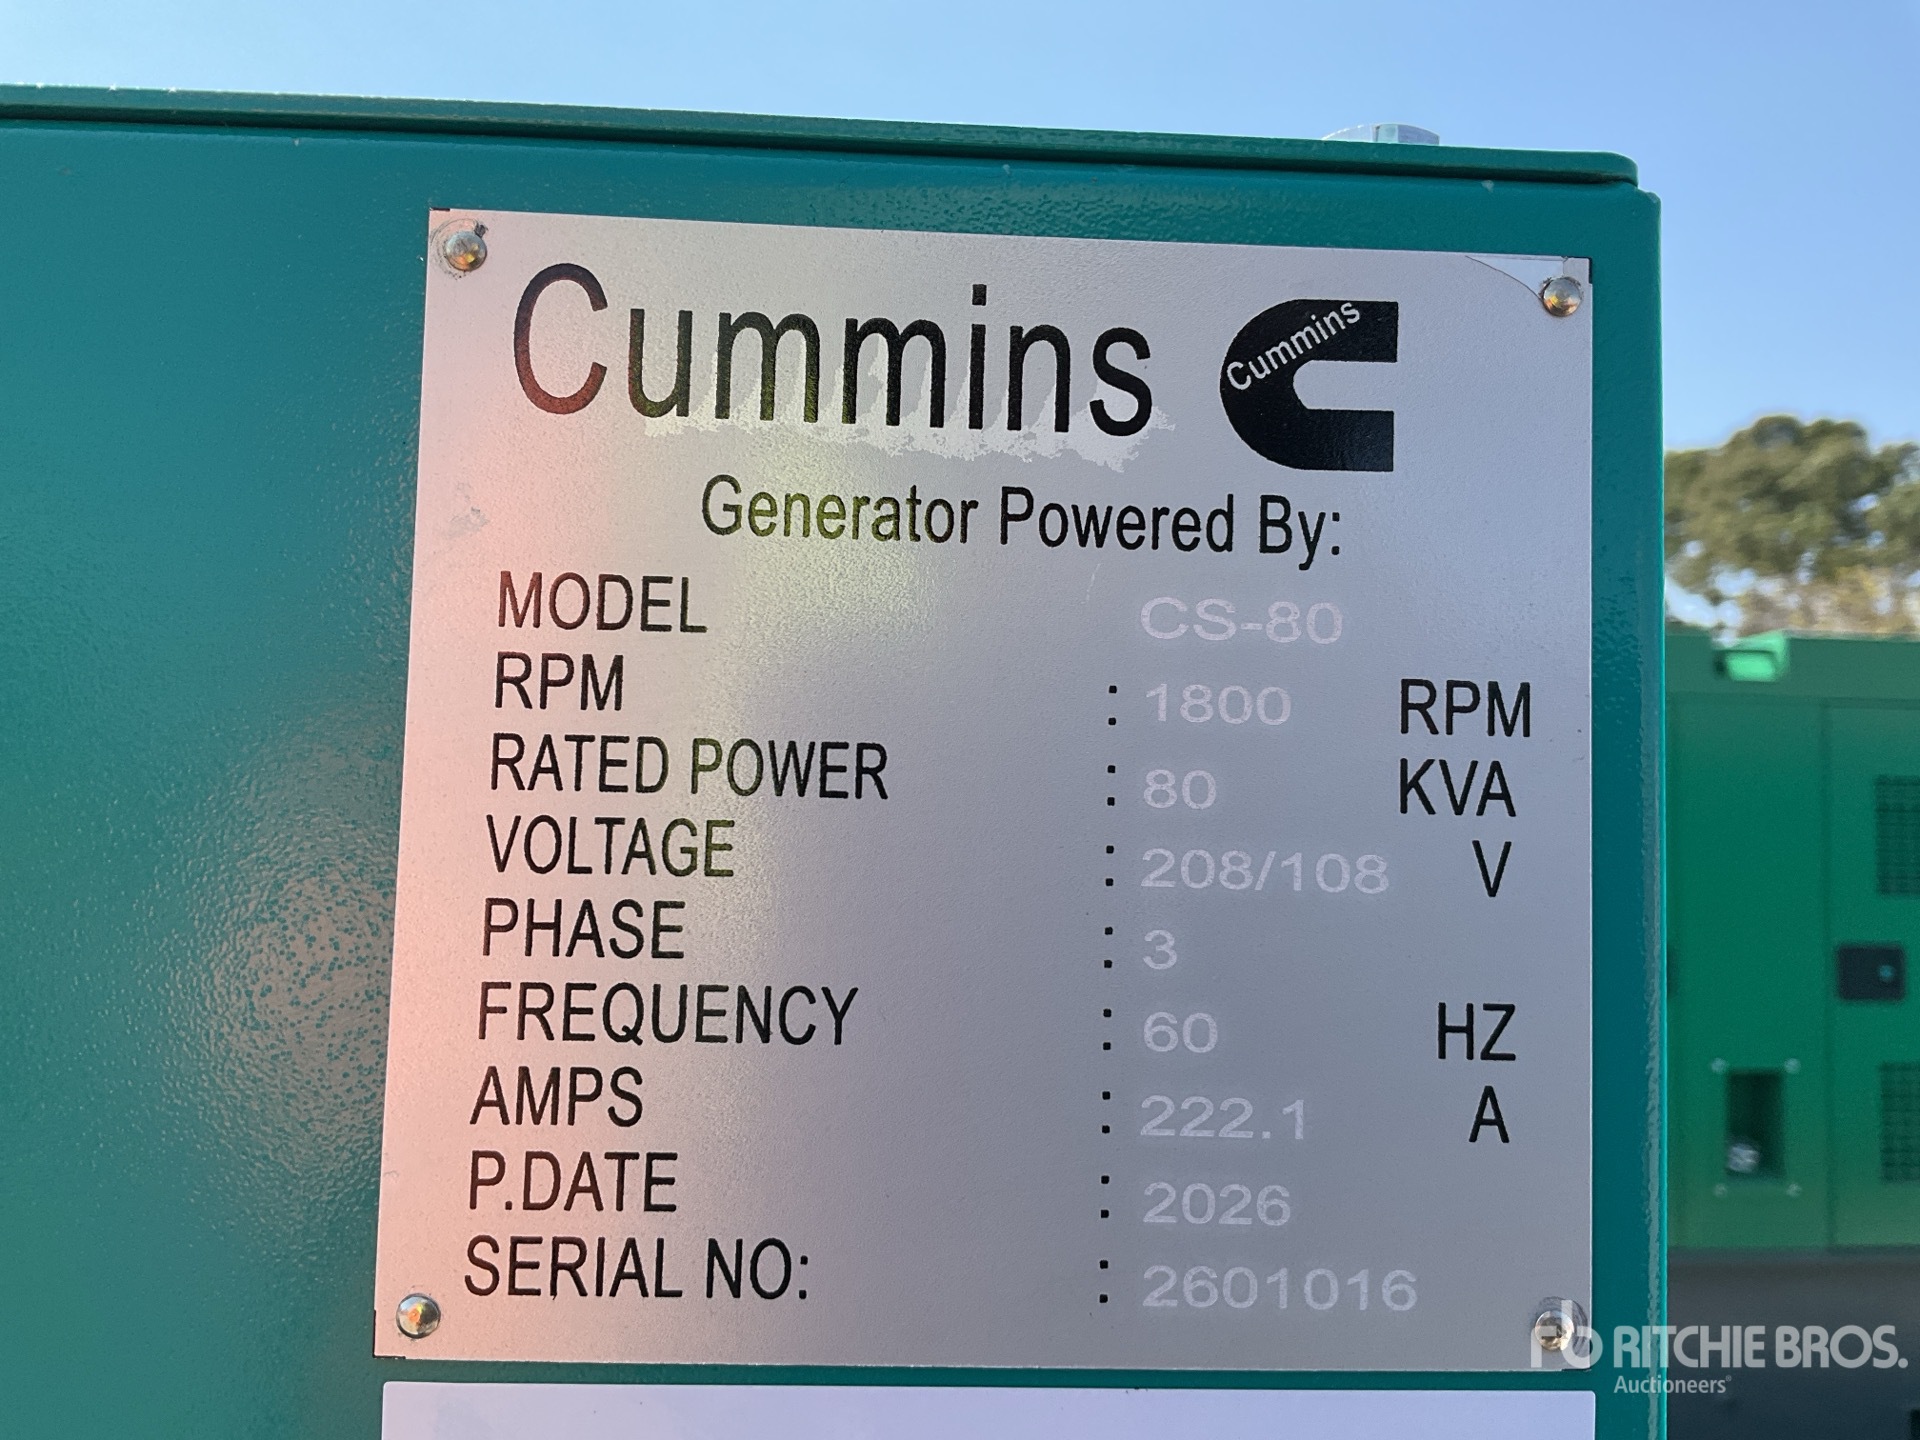 Cummins Cummins
Generator Powered By:
MODEL CS-80
RPM : 1800 RPM
RATED POWER : 80 KVA
VOLTAGE : 208/108 V
PHASE : 3
FREQUENCY : 60 HZ
AMPS : 222.1 A
P.DATE : 2026
SERIAL NO: : 2601016
rb RITCHIE BROS.
Auctioneers